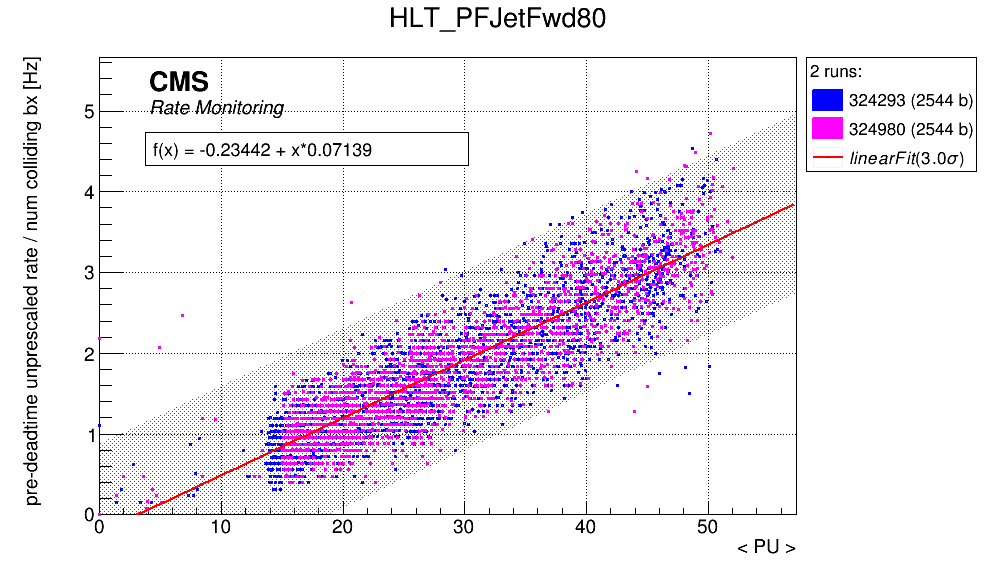 HLT_PFJetFwd80
pre-deadtime unprescaled rate / num colliding bx [Hz]
CMS
Rate Monitoring
f(x) = -0.23442 + x*0.07139
2 runs:
324293 (2544 b)
324980 (2544 b)
linearFit(3.0σ)
5
4
3
2
1
0
0 10 20 30 40 50
< PU >